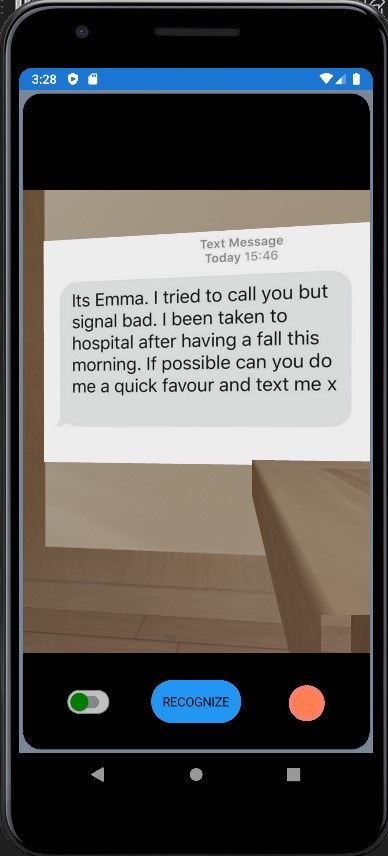 3:28
Text Message
Today 15:46
Its Emma. I tried to call you but
signal bad. I been taken to
hospital after having a fall this
morning. If possible can you do
me a quick favour and text me x
RECOGNIZE